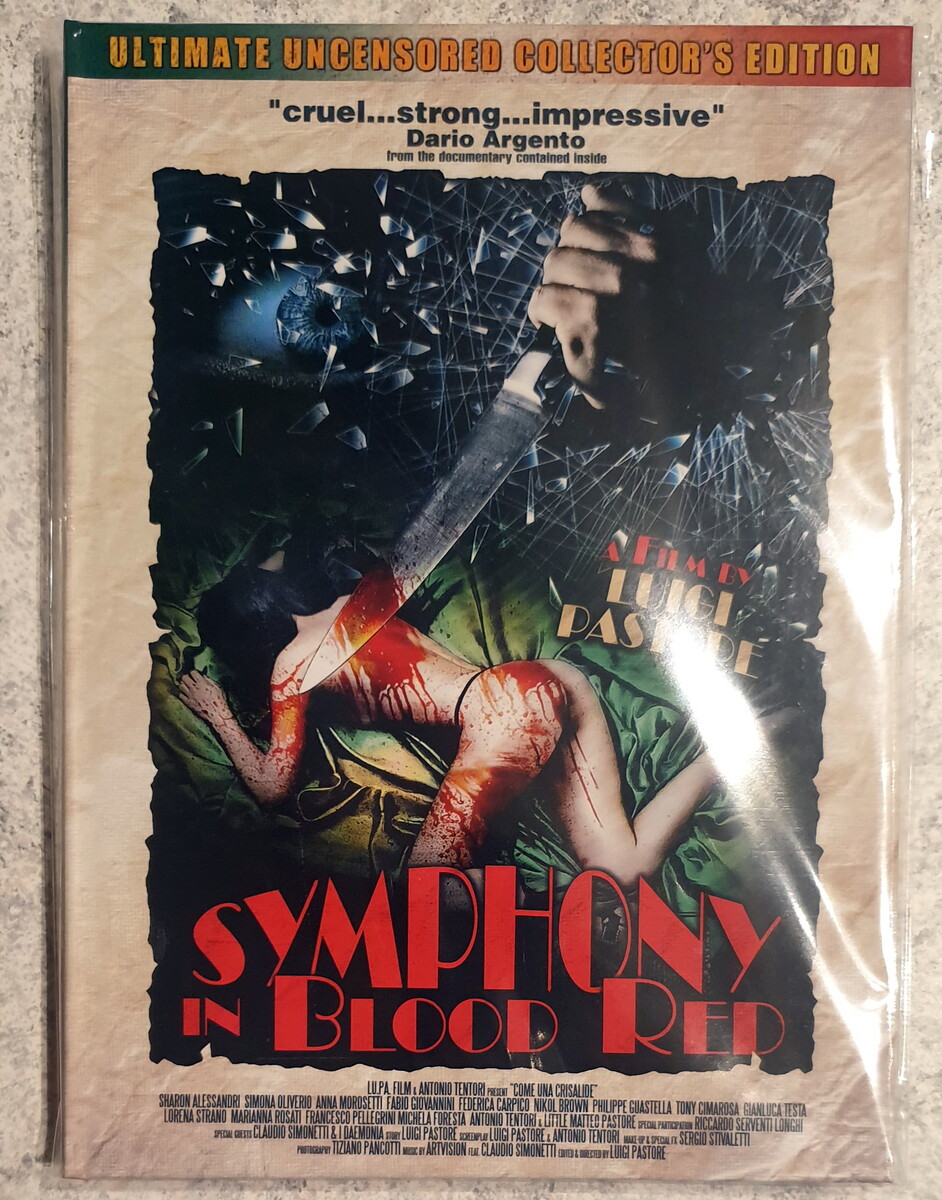 ULTIMATE UNCENSORED COLLECTOR'S EDITION
"cruel...strong...impressive"
Dario Argento
from the documentary contained inside
A FILM BY
LUIGI
PASTORE
SYMPHONY
IN BLOOD RED
LU.PA. FILM & ANTONIO TENTORI PRESENT "COME UNA CRISALIDE"
SHARON ALESSANDRI SIMONA OLIVERIO ANNA MOROSETTI FABIO GIOVANNINI FEDERICA CARPICO NIKOL BROWN PHILIPPE GUASTELLA TONY CIMAROSA GIANLUCA TESTA
LORENA STRANO MARIANNA ROSATI FRANCESCO PELLEGRINI MICHELA FORESTA ANTONIO TENTORI & LITTLE MATTEO PASTORE SPECIAL PARTICIPATION RICCARDO SERVENTI LONGHI
SPECIAL GUESTS CLAUDIO SIMONETTI & I DAEMONIA STORY LUIGI PASTORE SCREENPLAY LUIGI PASTORE & ANTONIO TENTORI MAKE-UP & SPECIAL FX SERGIO STIVALETTI
PHOTOGRAPHY TIZIANO PANCOTTI MUSIC BY ARTVISION FEAT. CLAUDIO SIMONETTI EDITED & DIRECTED BY LUIGI PASTORE